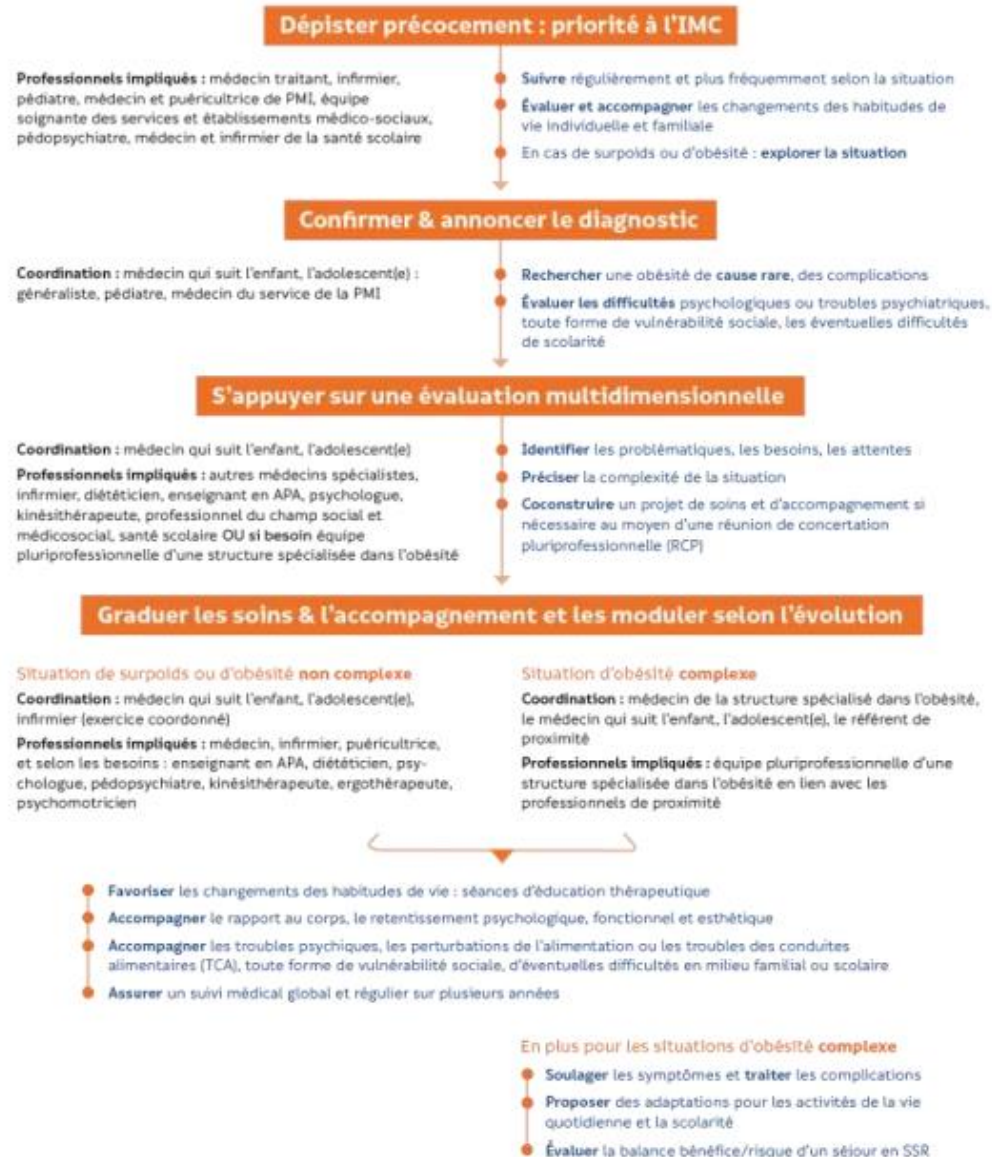 Dépister précocement : priorité à l'IMC
Professionnels impliqués : médecin traitant, infirmier,
pédiatre, médecin et puéricultrice de PMI, équipe
soignante des services et établissements médico-sociaux,
pédopsychiatre, médecin et infirmier de la santé scolaire
Suivre régulièrement et plus fréquemment selon la situation
Évaluer et accompagner les changements des habitudes de
vie individuelle et familiale
En cas de surpoids ou d'obésité : explorer la situation
Confirmer & annoncer le diagnostic
Coordination : médecin qui suit l'enfant, l'adolescent(e) :
généraliste, pédiatre, médecin du service de la PMI
Rechercher une obésité de cause rare, des complications
Évaluer les difficultés psychologiques ou troubles psychiatriques,
toute forme de vulnérabilité sociale, les éventuelles difficultés
de scolarité
S'appuyer sur une évaluation multidimensionnelle
Coordination : médecin qui suit l'enfant, l'adolescent(e)
Professionnels impliqués : autres médecins spécialistes,
infirmier, diététicien, enseignant en APA, psychologue,
kinésithérapeute, professionnel du champ social et
médicosocial, santé scolaire OU si besoin équipe
pluriprofessionnelle d'une structure spécialisée dans l'obésité
Identifier les problématiques, les besoins, les attentes
Préciser la complexité de la situation
Coconstruire un projet de soins et d'accompagnement si
nécessaire au moyen d'une réunion de concertation
pluriprofessionnelle (RCP)
Graduer les soins & l'accompagnement et les moduler selon l'évolution
Situation de surpoids ou d'obésité non complexe
Coordination : médecin qui suit l'enfant, l'adolescent(e),
infirmier (exercice coordonné)
Professionnels impliqués : médecin, infirmier, puéricultrice,
et selon les besoins : enseignant en APA, diététicien, psy-
chologue, pédopsychiatre, kinésithérapeute, ergothérapeute,
psychomotricien
Situation d'obésité complexe
Coordination : médecin de la structure spécialisé dans l'obésité,
le médecin qui suit l'enfant, l'adolescent(e), le référent de
proximité
Professionnels impliqués : équipe pluriprofessionnelle d'une
structure spécialisée dans l'obésité en lien avec les
professionnels de proximité
Favoriser les changements des habitudes de vie : séances d'éducation thérapeutique
Accompagner le rapport au corps, le retentissement psychologique, fonctionnel et esthétique
Accompagner les troubles psychiques, les perturbations de l'alimentation ou les troubles des conduites
alimentaires (TCA), toute forme de vulnérabilité sociale, d'éventuelles difficultés en milieu familial ou scolaire
Assurer un suivi médical global et régulier sur plusieurs années
En plus pour les situations d'obésité complexe
Soulager les symptômes et traiter les complications
Proposer des adaptations pour les activités de la vie
quotidienne et la scolarité
Évaluer la balance bénéfice/risque d'un séjour en SSR